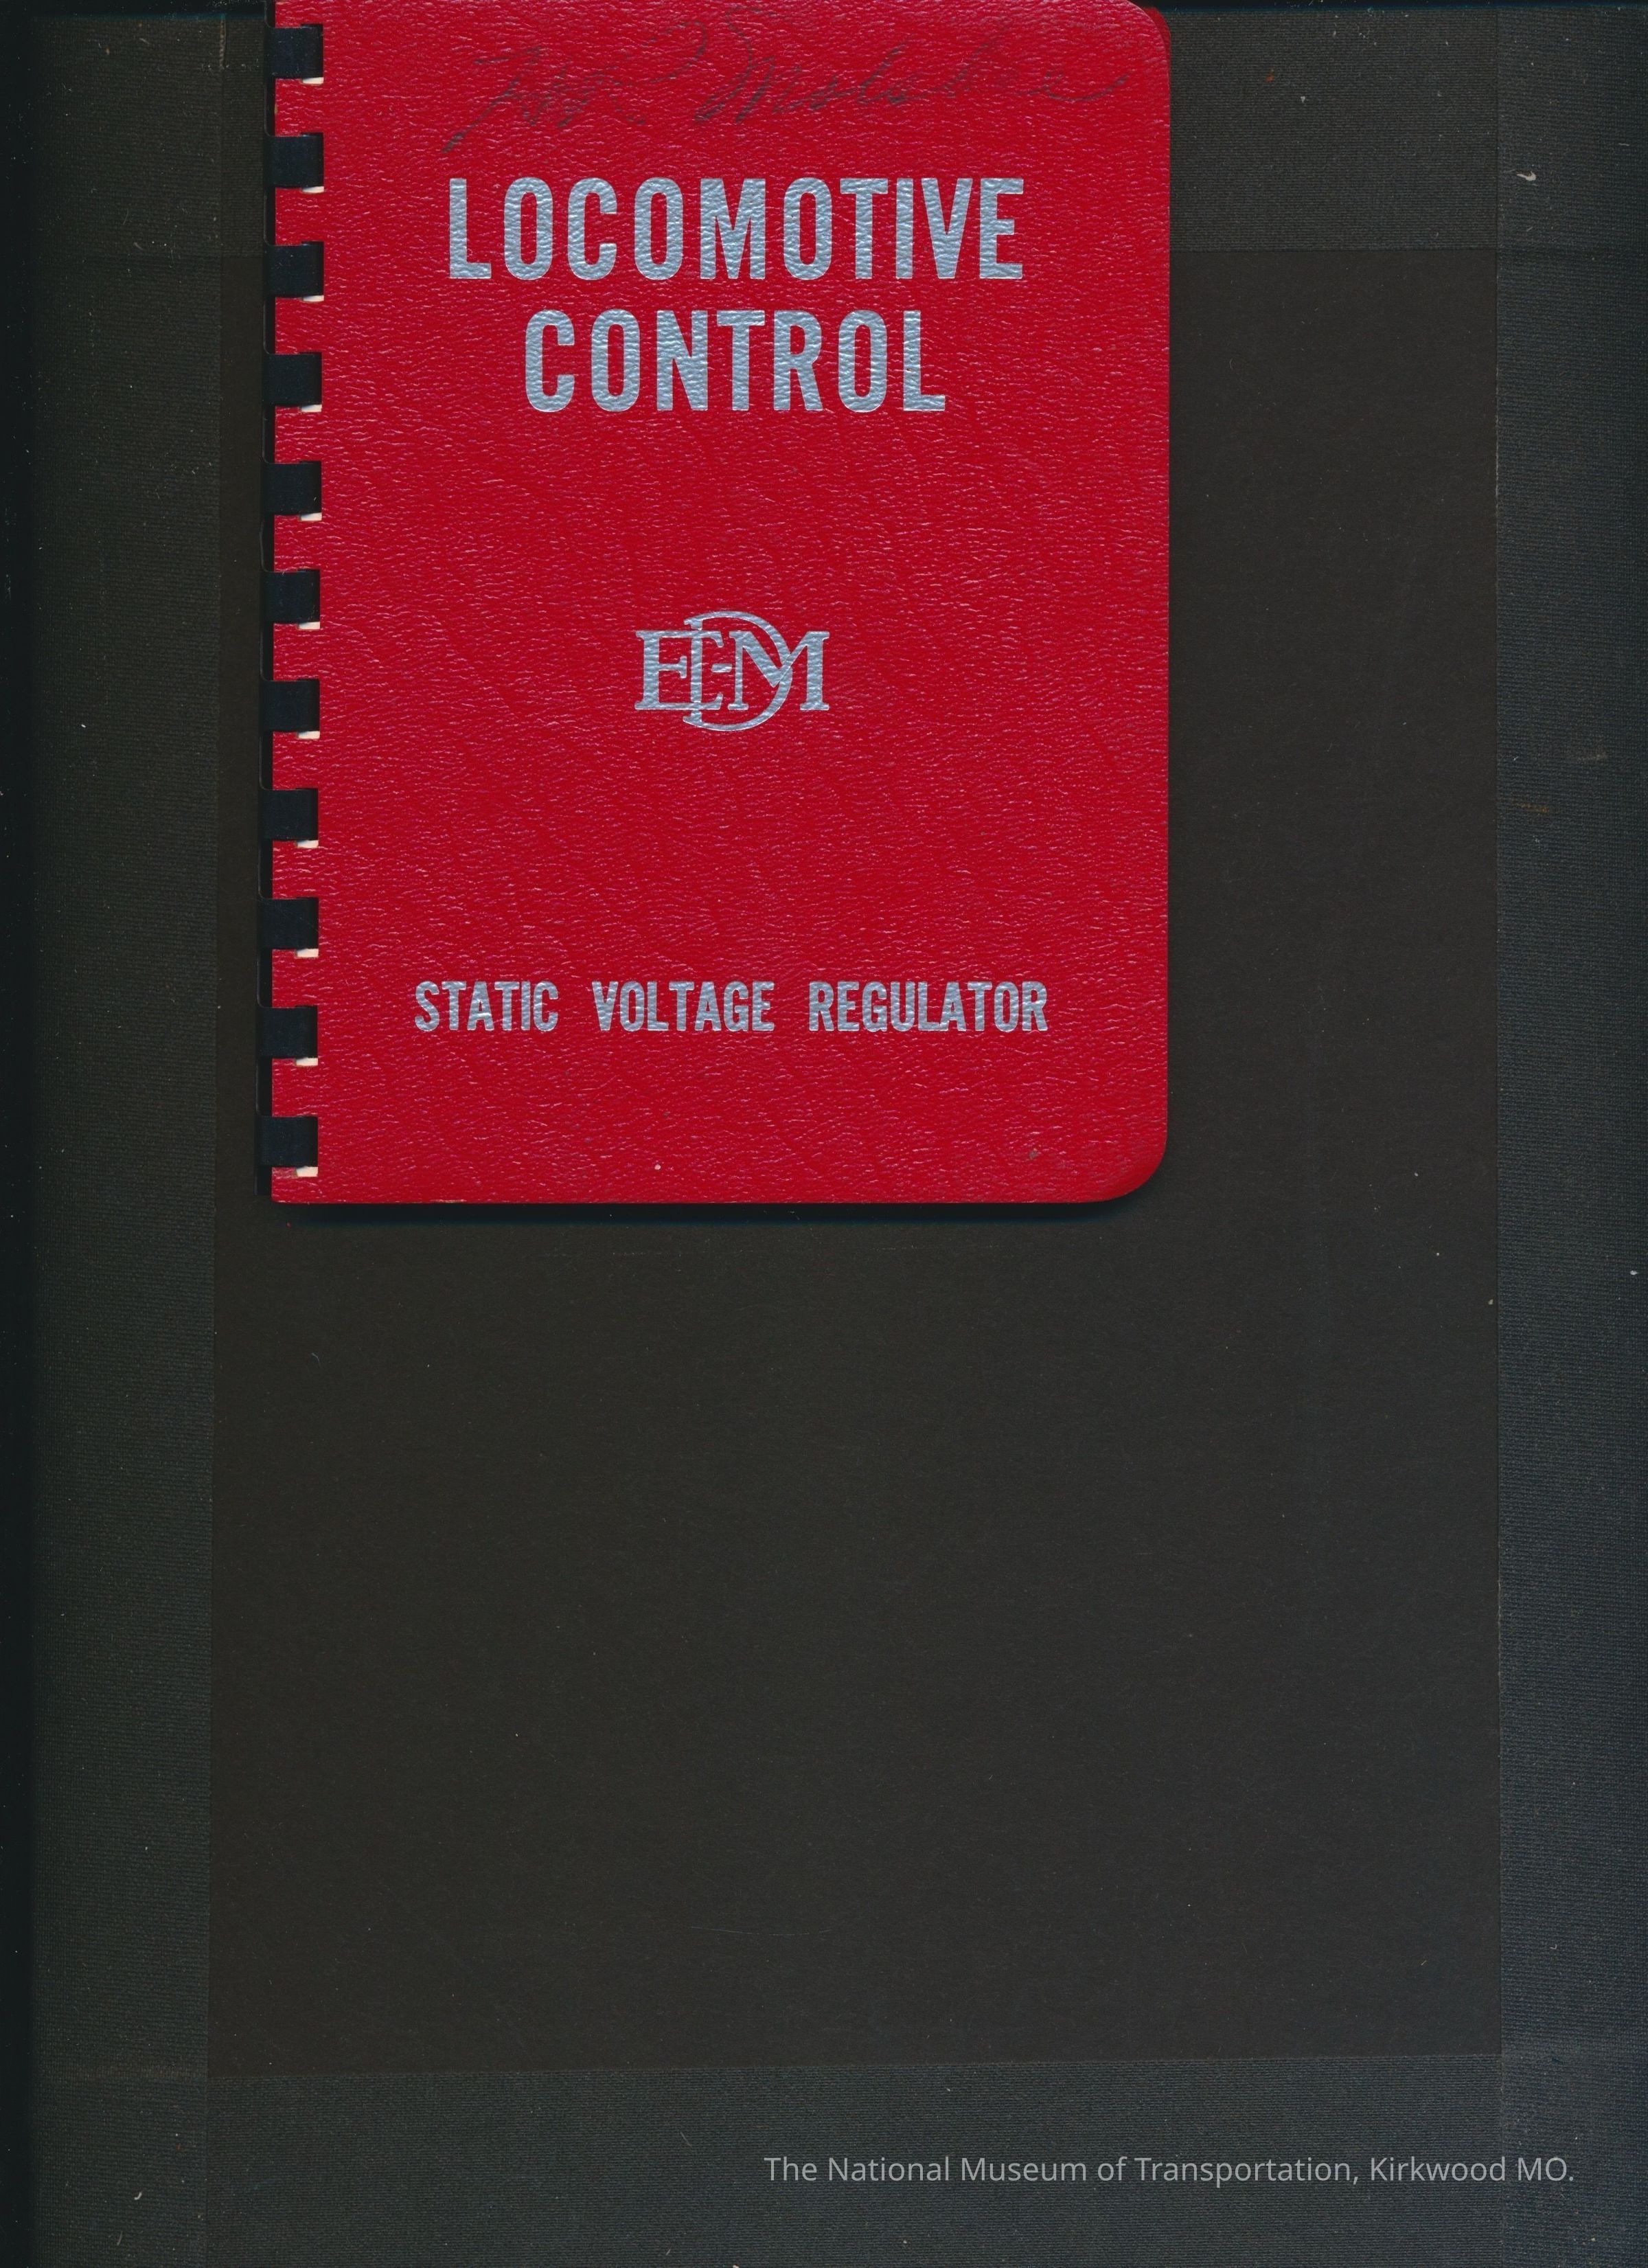 LOCOMOTIVE
CONTROL
EMD
STATIC VOLTAGE REGULATOR
The National Museum of Transportation, Kirkwood MO.